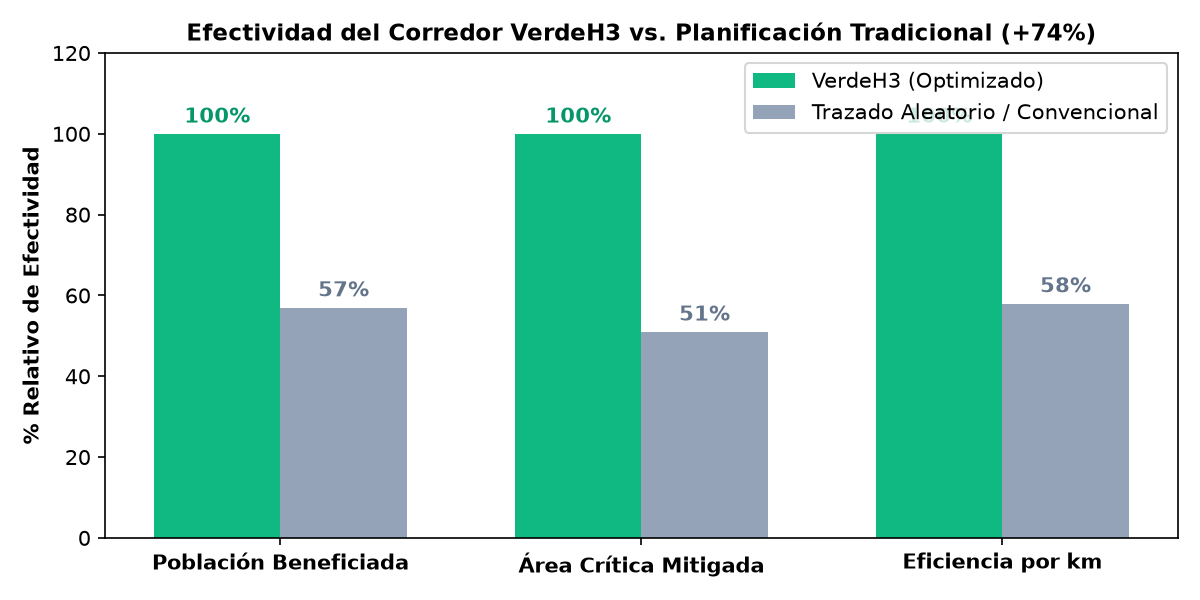 Efectividad del Corredor VerdeH3 vs. Planificación Tradicional (+74%)
% Relativo de Efectividad
120
100
80
60
40
20
0
VerdeH3 (Optimizado)
Trazado Aleatorio / Convencional
100%
57%
100%
51%
100%
58%
Población Beneficiada
Área Crítica Mitigada
Eficiencia por km